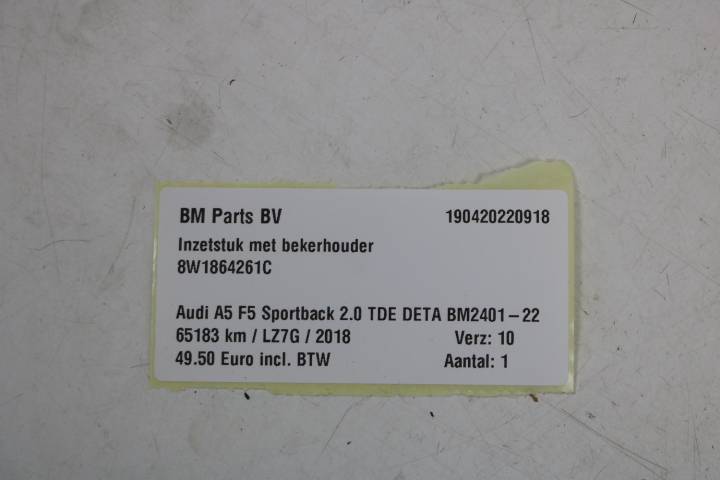 BM Parts BV 190420220918
Inzetstuk met bekerhouder
8W1864261C
Audi A5 F5 Sportback 2.0 TDE DETA BM2401-22
65183 km / LZ7G / 2018 Verz: 10
49.50 Euro incl. BTW Aantal: 1